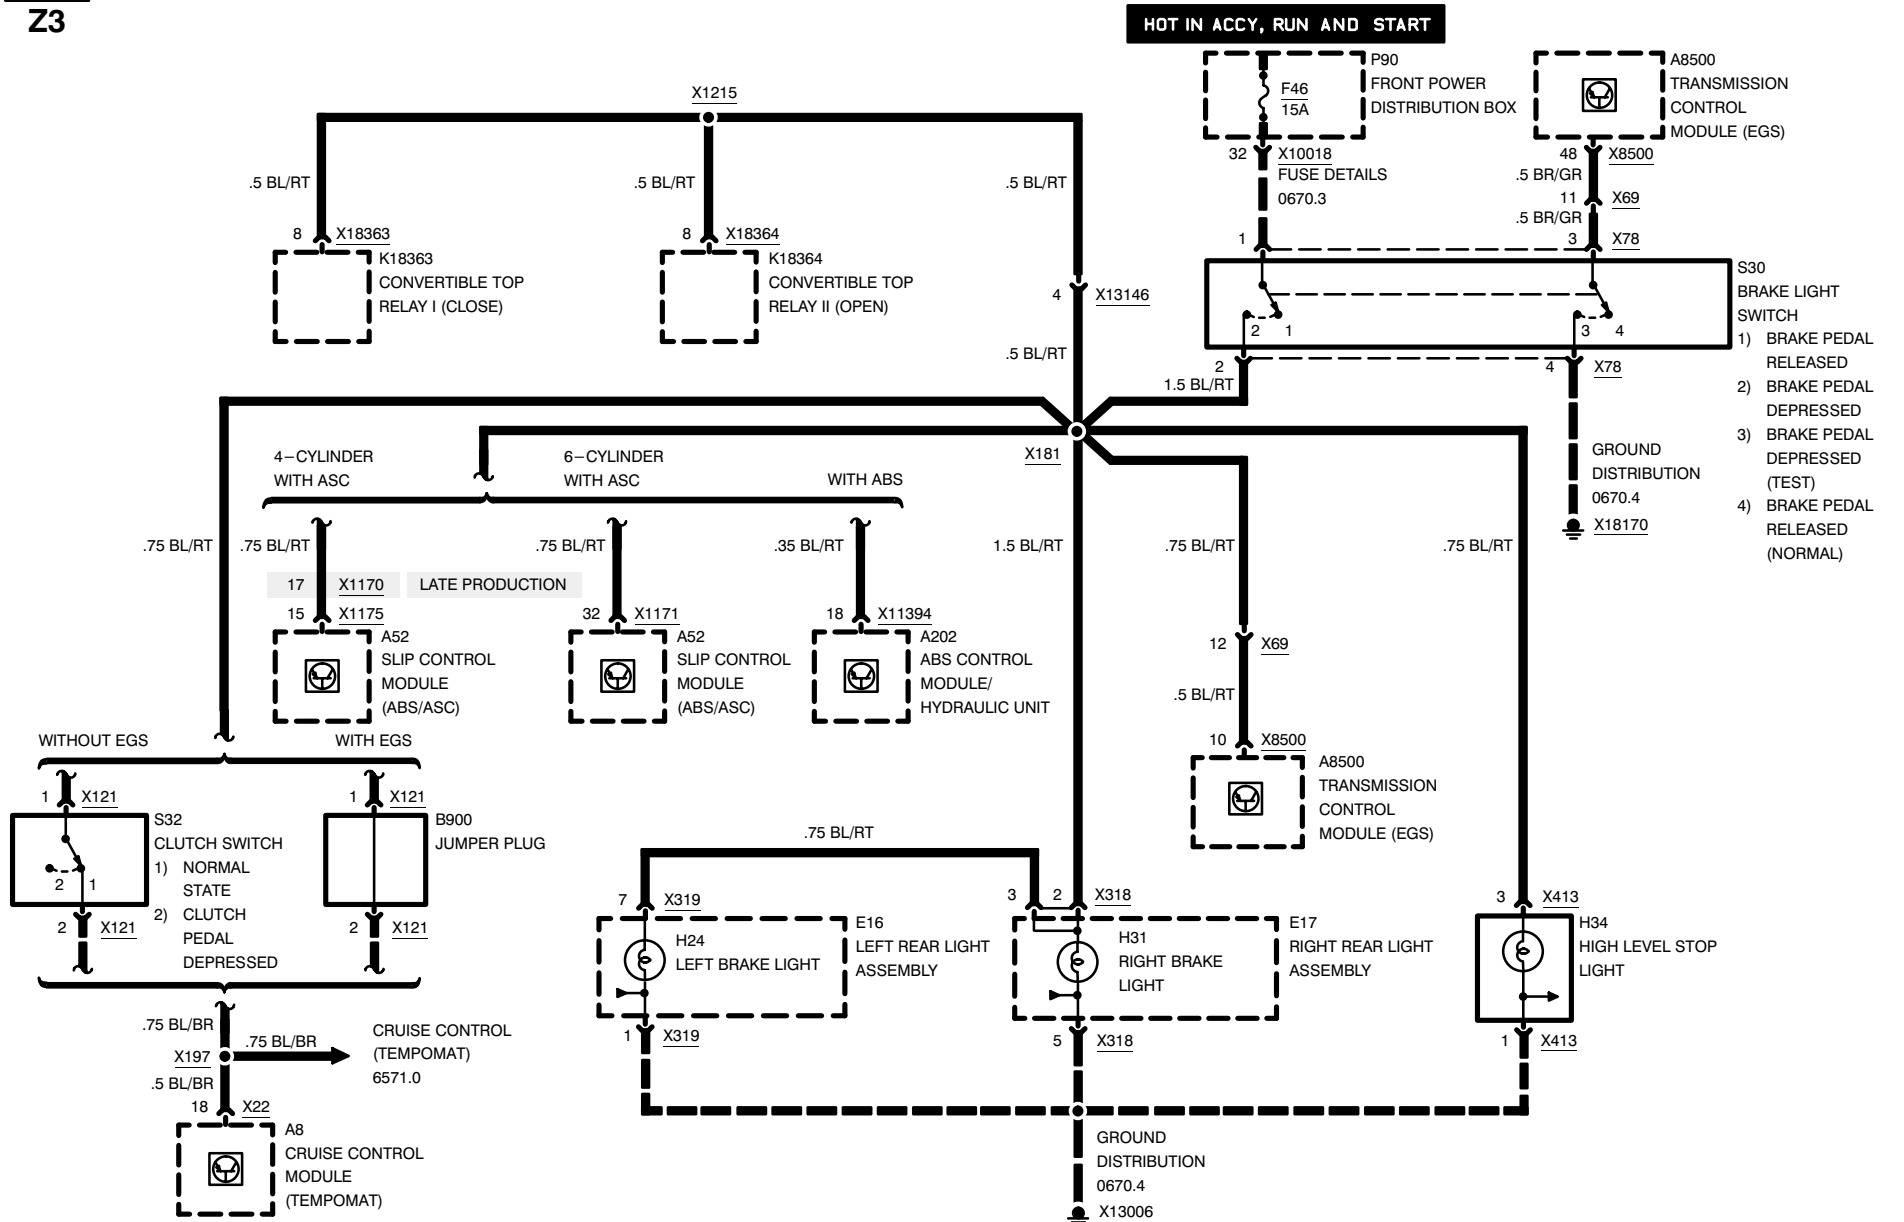 Z3
HOT IN ACCY, RUN AND START
P90
FRONT POWER
DISTRIBUTION BOX
F46
15A
A8500
TRANSMISSION
CONTROL
MODULE (EGS)
32 X10018
FUSE DETAILS
0670.3
48 X8500
.5 BR/GR
11 X69
.5 BR/GR
1
3 X78
X1215
.5 BL/RT
.5 BL/RT
.5 BL/RT
8 X18363
K18363
CONVERTIBLE TOP
RELAY I (CLOSE)
8 X18364
K18364
CONVERTIBLE TOP
RELAY II (OPEN)
4 X13146
.5 BL/RT
2 1
3 4
S30
BRAKE LIGHT
SWITCH
1) BRAKE PEDAL
RELEASED
2) BRAKE PEDAL
DEPRESSED
3) BRAKE PEDAL
DEPRESSED
(TEST)
4) BRAKE PEDAL
RELEASED
(NORMAL)
2
1.5 BL/RT
4 X78
GROUND
DISTRIBUTION
0670.4
X18170
X181
4-CYLINDER
WITH ASC
6-CYLINDER
WITH ASC
WITH ABS
.75 BL/RT
.75 BL/RT
.75 BL/RT
.35 BL/RT
1.5 BL/RT
.75 BL/RT
.75 BL/RT
17 X1170 LATE PRODUCTION
15 X1175
A52
SLIP CONTROL
MODULE
(ABS/ASC)
32 X1171
A52
SLIP CONTROL
MODULE
(ABS/ASC)
18 X11394
A202
ABS CONTROL
MODULE/
HYDRAULIC UNIT
12 X69
.5 BL/RT
10 X8500
A8500
TRANSMISSION
CONTROL
MODULE (EGS)
WITHOUT EGS
WITH EGS
1 X121
S32
CLUTCH SWITCH
1) NORMAL
STATE
2) CLUTCH
PEDAL
DEPRESSED
2 1
2 X121
1 X121
B900
JUMPER PLUG
2 X121
.75 BL/RT
7 X319
H24
LEFT BRAKE LIGHT
E16
LEFT REAR LIGHT
ASSEMBLY
1 X319
3 2 X318
H31
RIGHT BRAKE
LIGHT
E17
RIGHT REAR LIGHT
ASSEMBLY
5 X318
3 X413
H34
HIGH LEVEL STOP
LIGHT
1 X413
.75 BL/BR
X197
.75 BL/BR
CRUISE CONTROL
(TEMPOMAT)
6571.0
.5 BL/BR
18 X22
A8
CRUISE CONTROL
MODULE
(TEMPOMAT)
GROUND
DISTRIBUTION
0670.4
X13006